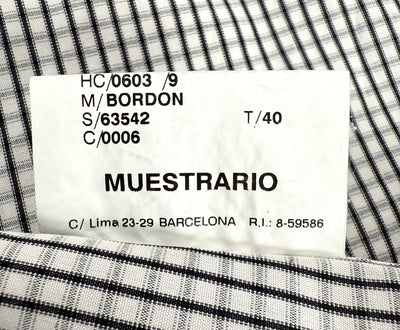 HC/0603 /9
M/BORDON
S/63542 T/40
C/0006
MUESTRARIO
C/ Lima 23-29 BARCELONA R.I.: 8-59586